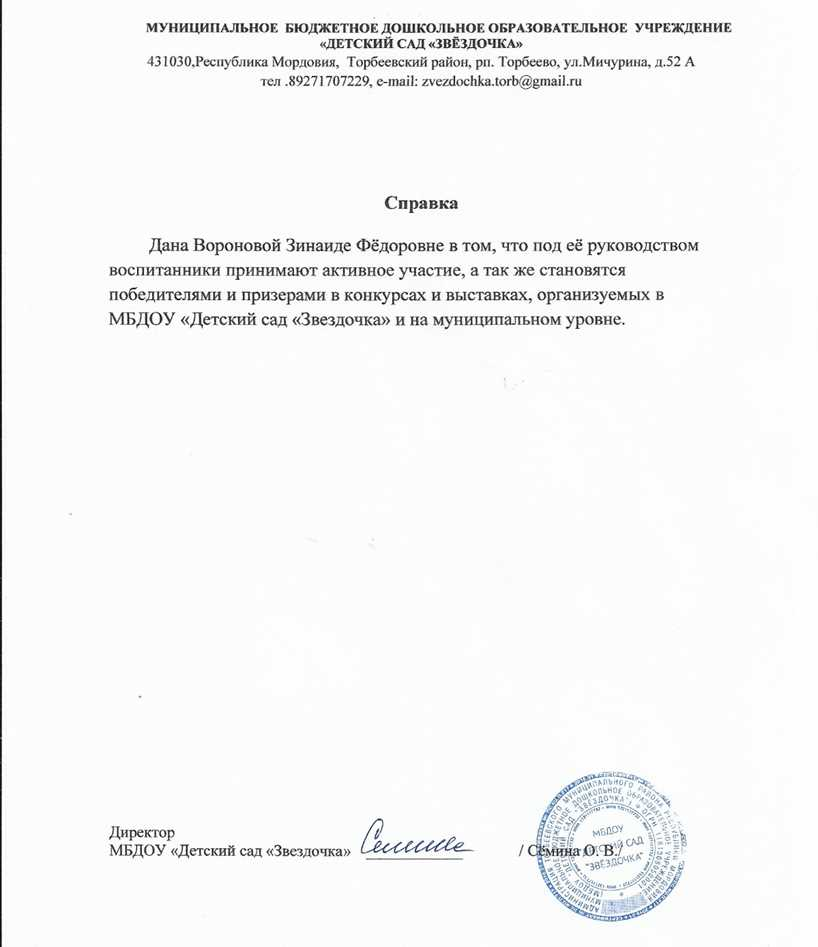 МУНИЦИПАЛЬНОЕ БЮДЖЕТНОЕ ДОШКОЛЬНОЕ ОБРАЗОВАТЕЛЬНОЕ УЧРЕЖДЕНИЕ
«ДЕТСКИЙ САД «ЗВЁЗДОЧКА»
431030,Республика Мордовия, Торбеевский район, рп. Торбеево, ул.Мичурина, д.52 А
тел .89271707229, e-mail: zvezdochka.torb@gmail.ru
Справка
Дана Вороновой Зинаиде Фёдоровне в том, что под её руководством
воспитанники принимают активное участие, а так же становятся
победителями и призерами в конкурсах и выставках, организуемых в
МБДОУ «Детский сад «Звездочка» и на муниципальном уровне.
Директор
МБДОУ «Детский сад «Звездочка» / Сёмина О. В./
МБДОУ
"ДЕТСКИЙ САД
"ЗВЁЗДОЧКА"